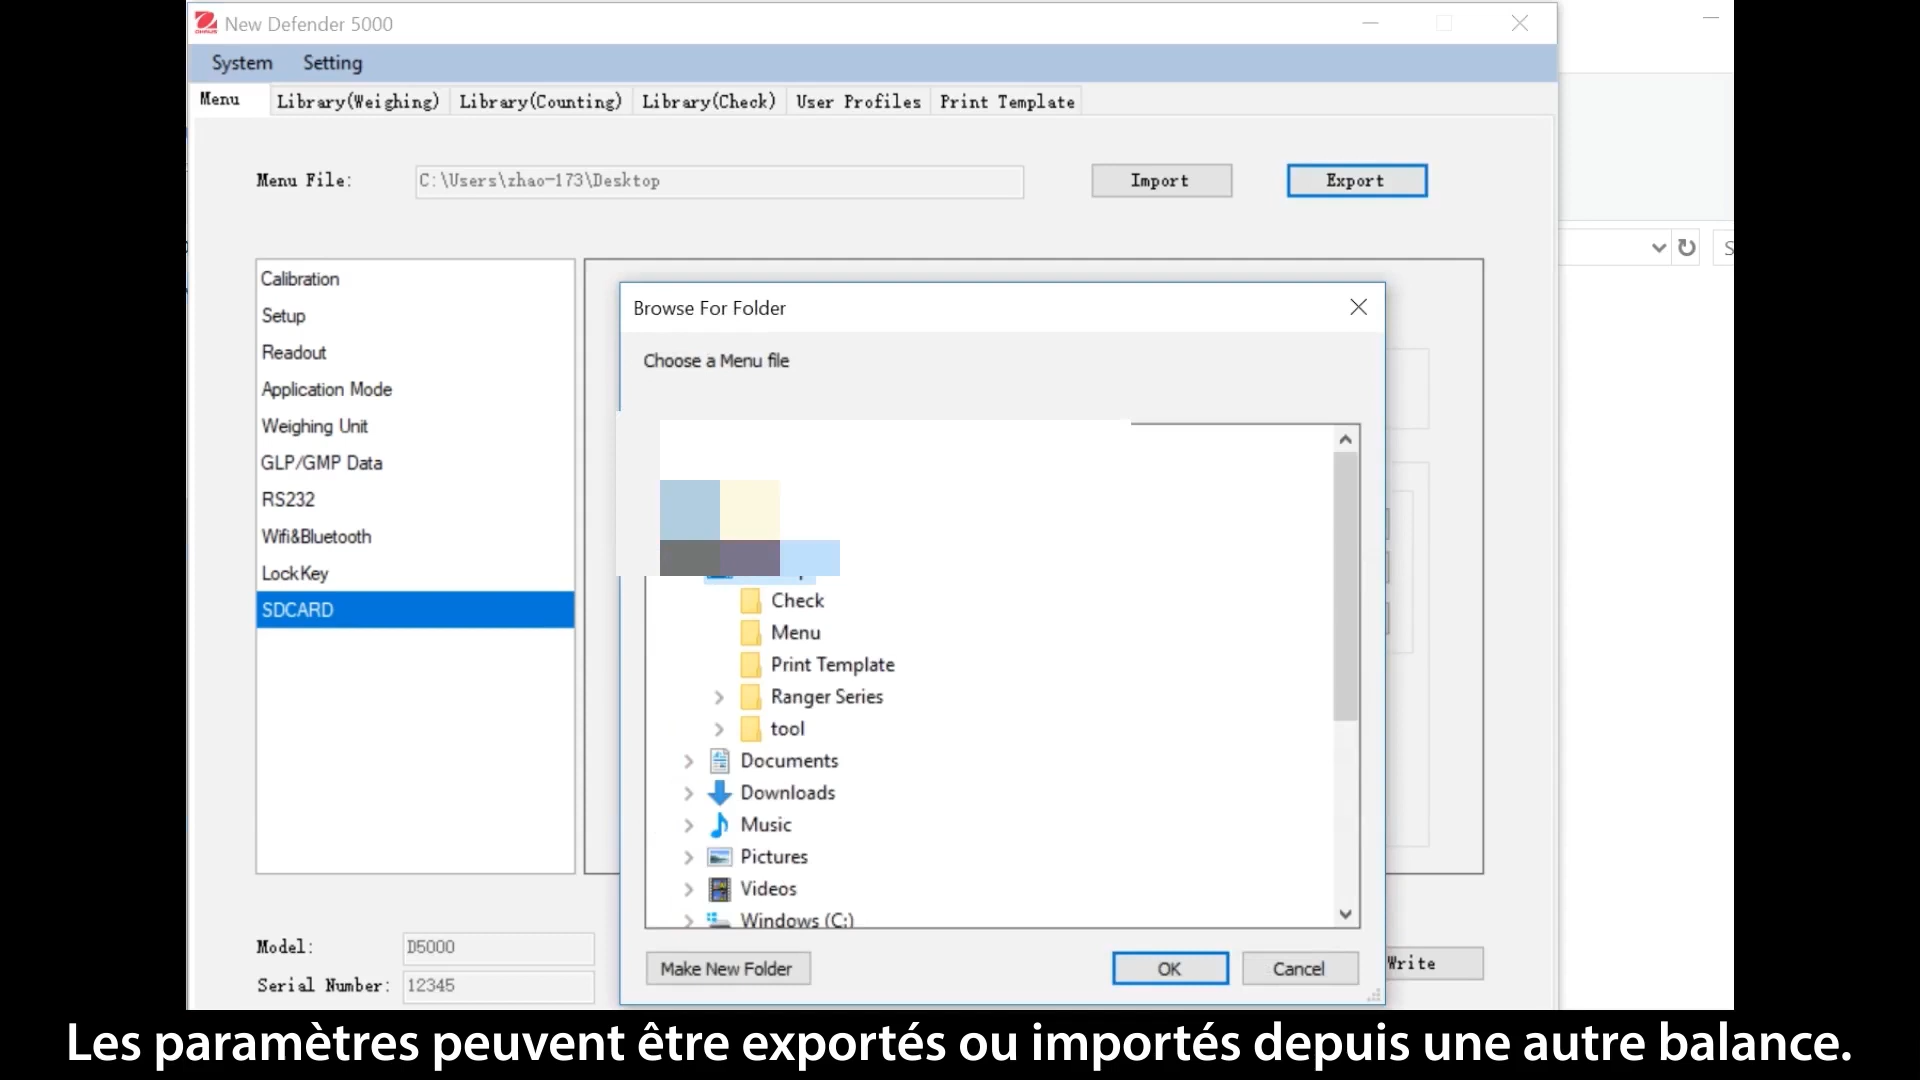 New Defender 5000
System Setting
Menu Library(Weighing) Library(Counting) Library(Check) User Profiles Print Template
Menu File: C:\Users\zhao-173\Desktop Import Export
Calibration
Setup
Readout
Application Mode
Weighing Unit
GLP/GMP Data
RS232
Wifi&Bluetooth
LockKey
SDCARD
Browse For Folder
Choose a Menu file
Check
Menu
Print Template
Ranger Series
tool
Documents
Downloads
Music
Pictures
Videos
Windows (C:)
Make New Folder OK Cancel
Write
Model: D5000
Serial Number: 12345
Les paramètres peuvent être exportés ou importés depuis une autre balance.